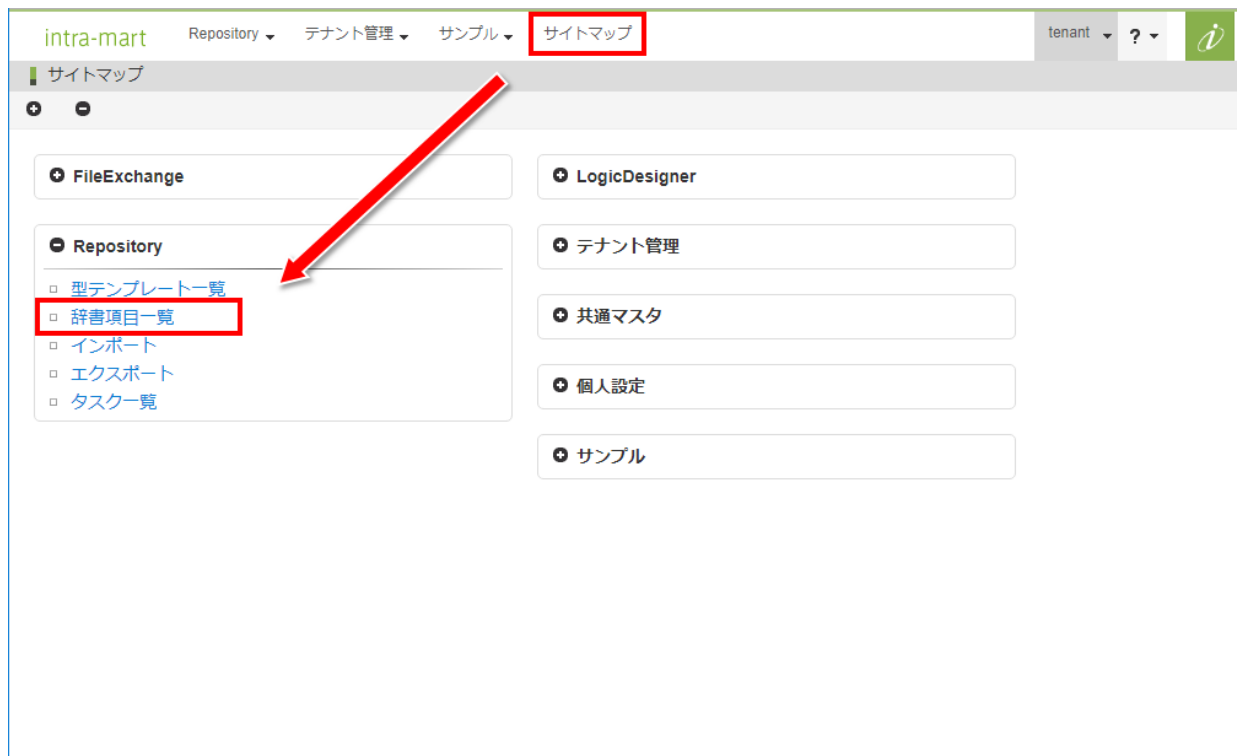 intra-mart Repository テナント管理 サンプル サイトマップ tenant ?
サイトマップ
FileExchange
Repository
型テンプレート一覧
辞書項目一覧
インポート
エクスポート
タスク一覧
LogicDesigner
テナント管理
共通マスタ
個人設定
サンプル